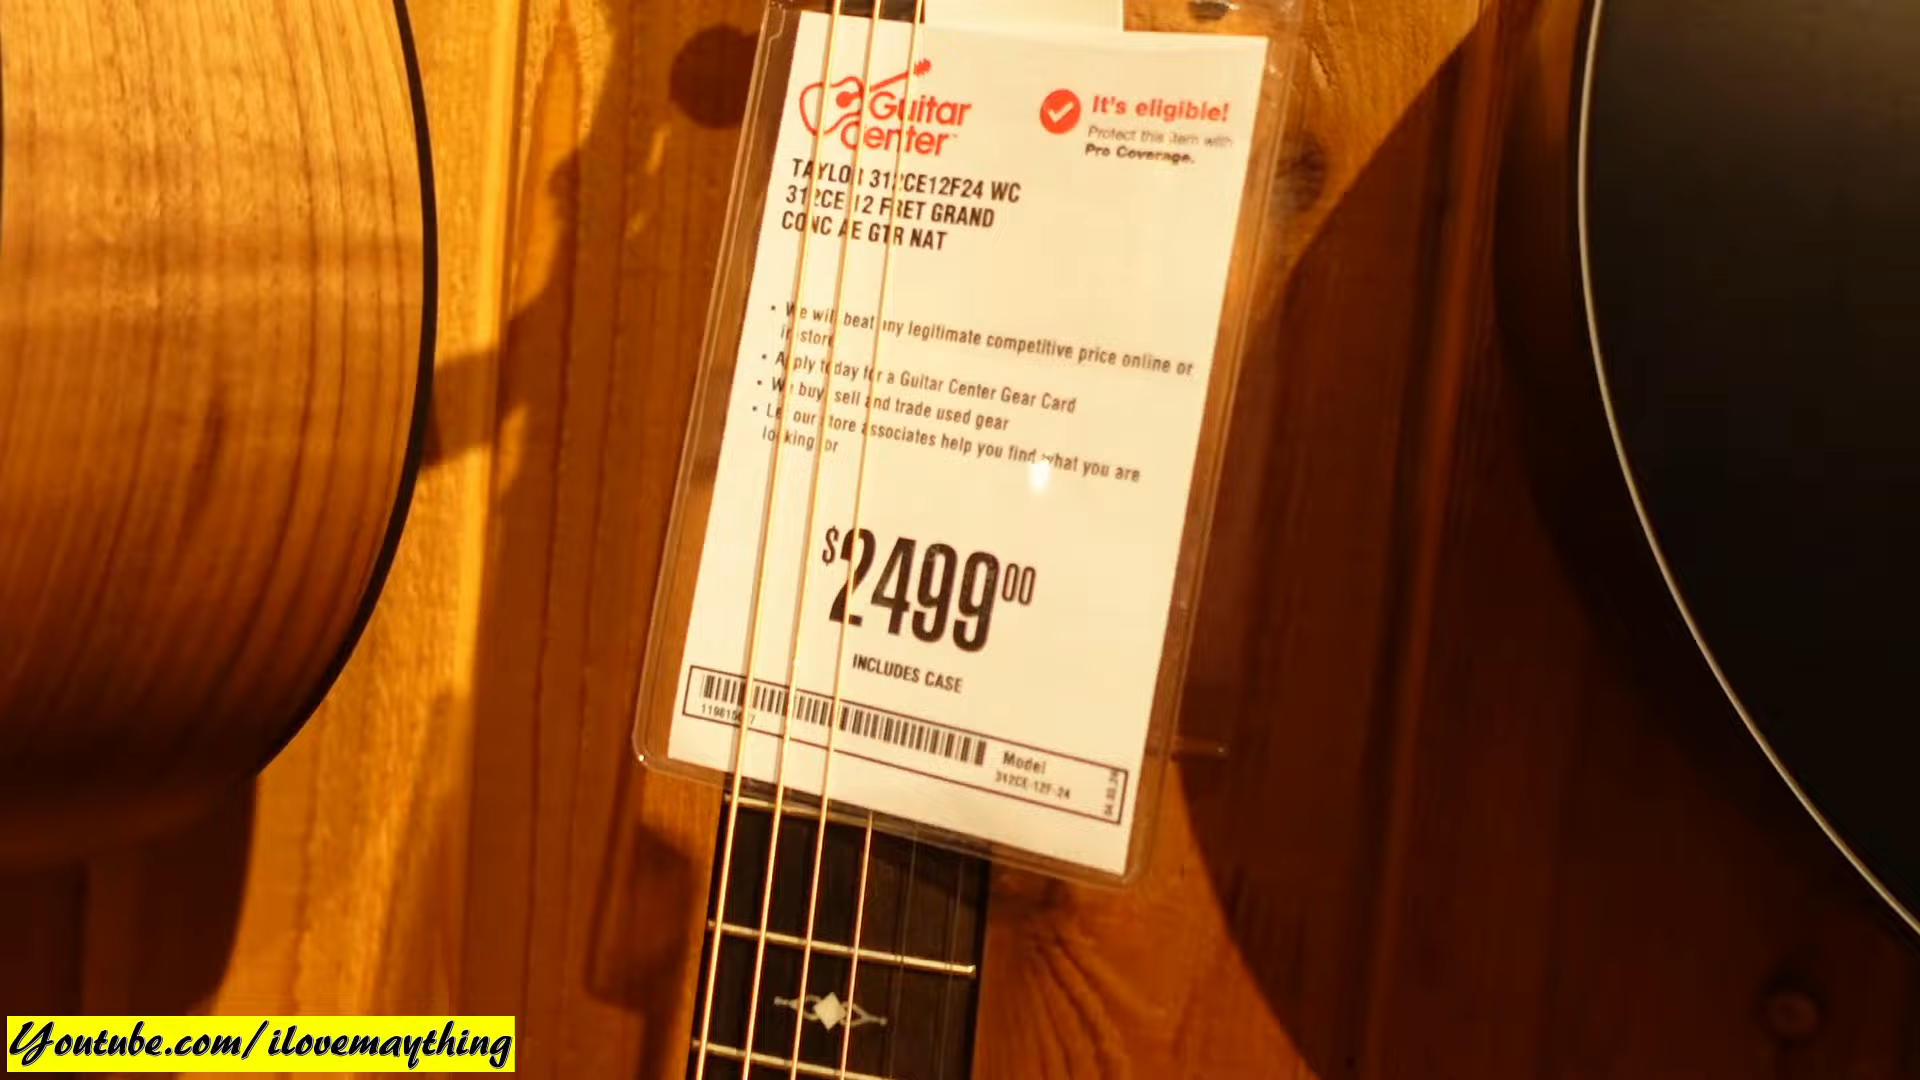 Guitar
Center
It's eligible!
Protect this item with
Pro Coverage.
TAYLOR 312CE12F24 WC
312CE 12 FRET GRAND
CONC AE GTR NAT
• We will beat any legitimate competitive price online or
in-store
• Apply today for a Guitar Center Gear Card
• We buy, sell and trade used gear
• Let our store associates help you find what you are
looking for
$2499.00
INCLUDES CASE
Model
312CE-12F-24
Youtube.com/ilovemaything